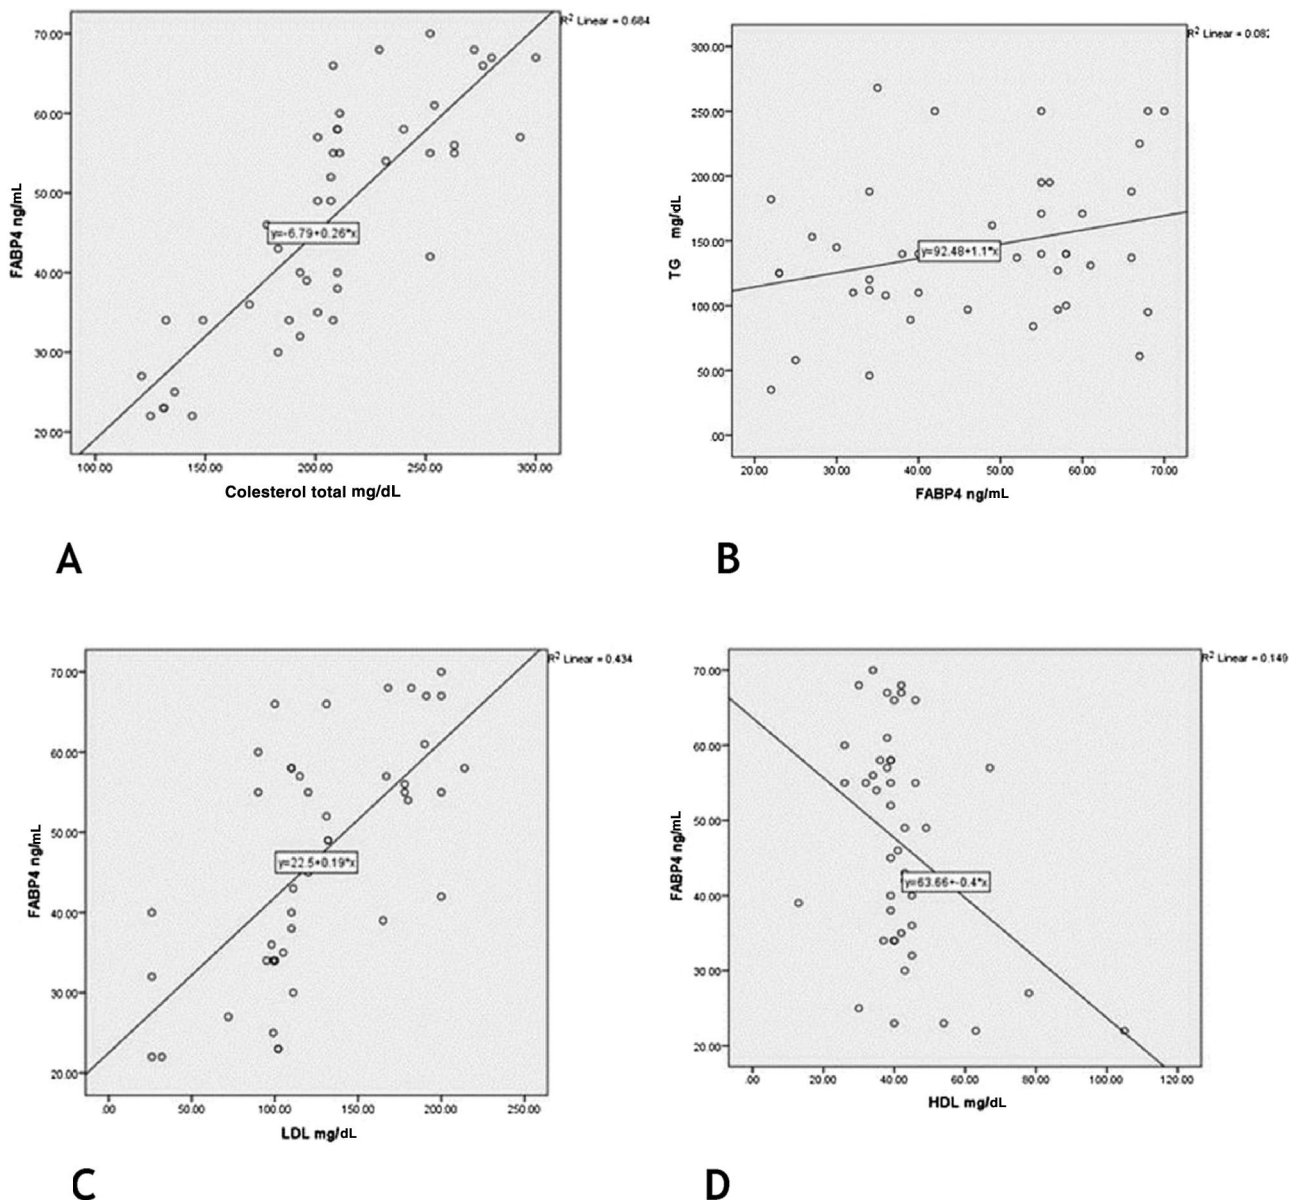 R² Linear = 0.684
70.00
60.00
50.00
40.00
30.00
20.00
FABP4 ng/mL
y=-6.79+0.26*x
100.00 150.00 200.00 250.00 300.00
Colesterol total mg/dL
A
R² Linear = 0.082
300.00
250.00
200.00
150.00
100.00
50.00
.00
TG mg/dL
y=92.48+1.1*x
20.00 30.00 40.00 50.00 60.00 70.00
FABP4 ng/mL
B
R² Linear = 0.434
70.00
60.00
50.00
40.00
30.00
20.00
FABP4 ng/mL
y=22.5+0.19*x
.00 50.00 100.00 150.00 200.00 250.00
LDL mg/dL
C
R² Linear = 0.149
70.00
60.00
50.00
40.00
30.00
20.00
FABP4 ng/mL
y=63.66+-0.4*x
.00 20.00 40.00 60.00 80.00 100.00 120.00
HDL mg/dL
D